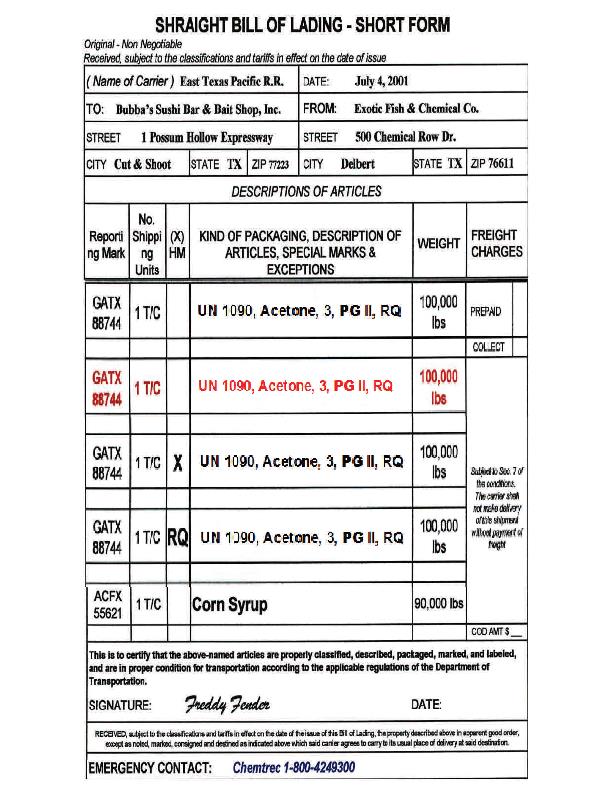 SHRAIGHT BILL OF LADING - SHORT FORM
Original - Non Negotiable
Received, subject to the classifications and tariffs in effect on the date of issue
( Name of Carrier ) East Texas Pacific R.R. DATE: July 4, 2001
TO: Bubba's Sushi Bar & Bait Shop, Inc. FROM: Exotic Fish & Chemical Co.
STREET 1 Possum Hollow Expressway STREET 500 Chemical Row Dr.
CITY Cut & Shoot STATE TX ZIP 77223 CITY Delbert STATE TX ZIP 76611
DESCRIPTIONS OF ARTICLES
Reporti
ng Mark
No.
Shippi
ng
Units
(X)
HM
KIND OF PACKAGING, DESCRIPTION OF
ARTICLES, SPECIAL MARKS &
EXCEPTIONS
WEIGHT
FREIGHT
CHARGES
GATX
88744
1 T/C
UN 1090, Acetone, 3, PG II, RQ
100,000
lbs
PREPAID
COLLECT
GATX
88744
1 T/C
UN 1090, Acetone, 3, PG II, RQ
100,000
lbs
GATX
88744
1 T/C
X
UN 1090, Acetone, 3, PG II, RQ
100,000
lbs
Subject to Sec. 7 of
the conditions.
The carrier shall
not make delivery
of this shipment
without payment of
freight
GATX
88744
1 T/C
RQ
UN 1090, Acetone, 3, PG II, RQ
100,000
lbs
ACFX
55621
1 T/C
Corn Syrup
90,000 lbs
COD AMT $ __
This is to certify that the above-named articles are properly classified, described, packaged, marked, and labeled,
and are in proper condition for transportation according to the applicable regulations of the Department of
Transportation.
SIGNATURE: Freddy Fender DATE:
RECEIVED, subject to the classifications and tariffs in effect on the date of the issue of this Bill of Lading, the property described above in apparent good order,
except as noted, marked, consigned and destined as indicated above which said carrier agrees to carry to its usual place of delivery at said destination.
EMERGENCY CONTACT: Chemtrec 1-800-4249300